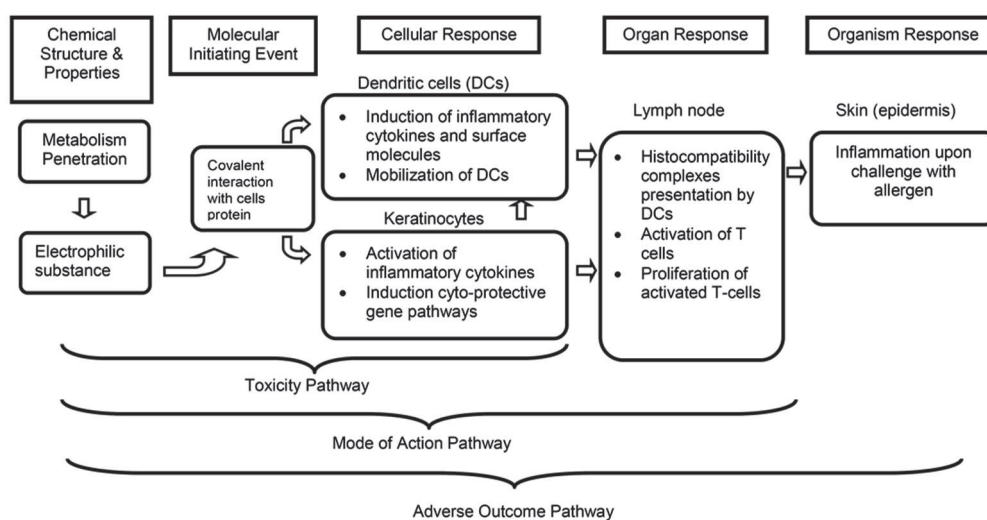 Chemical
Structure &
Properties
Molecular
Initiating Event
Cellular Response
Organ Response
Organism Response
Metabolism
Penetration
Electrophilic
substance
Covalent
interaction
with cells
protein
Dendritic cells (DCs)
• Induction of inflammatory
cytokines and surface
molecules
• Mobilization of DCs
Keratinocytes
• Activation of
inflammatory cytokines
• Induction cyto-protective
gene pathways
Lymph node
• Histocompatibility
complexes
presentation by
DCs
• Activation of T
cells
• Proliferation of
activated T-cells
Skin (epidermis)
Inflammation upon
challenge with
allergen
Toxicity Pathway
Mode of Action Pathway
Adverse Outcome Pathway